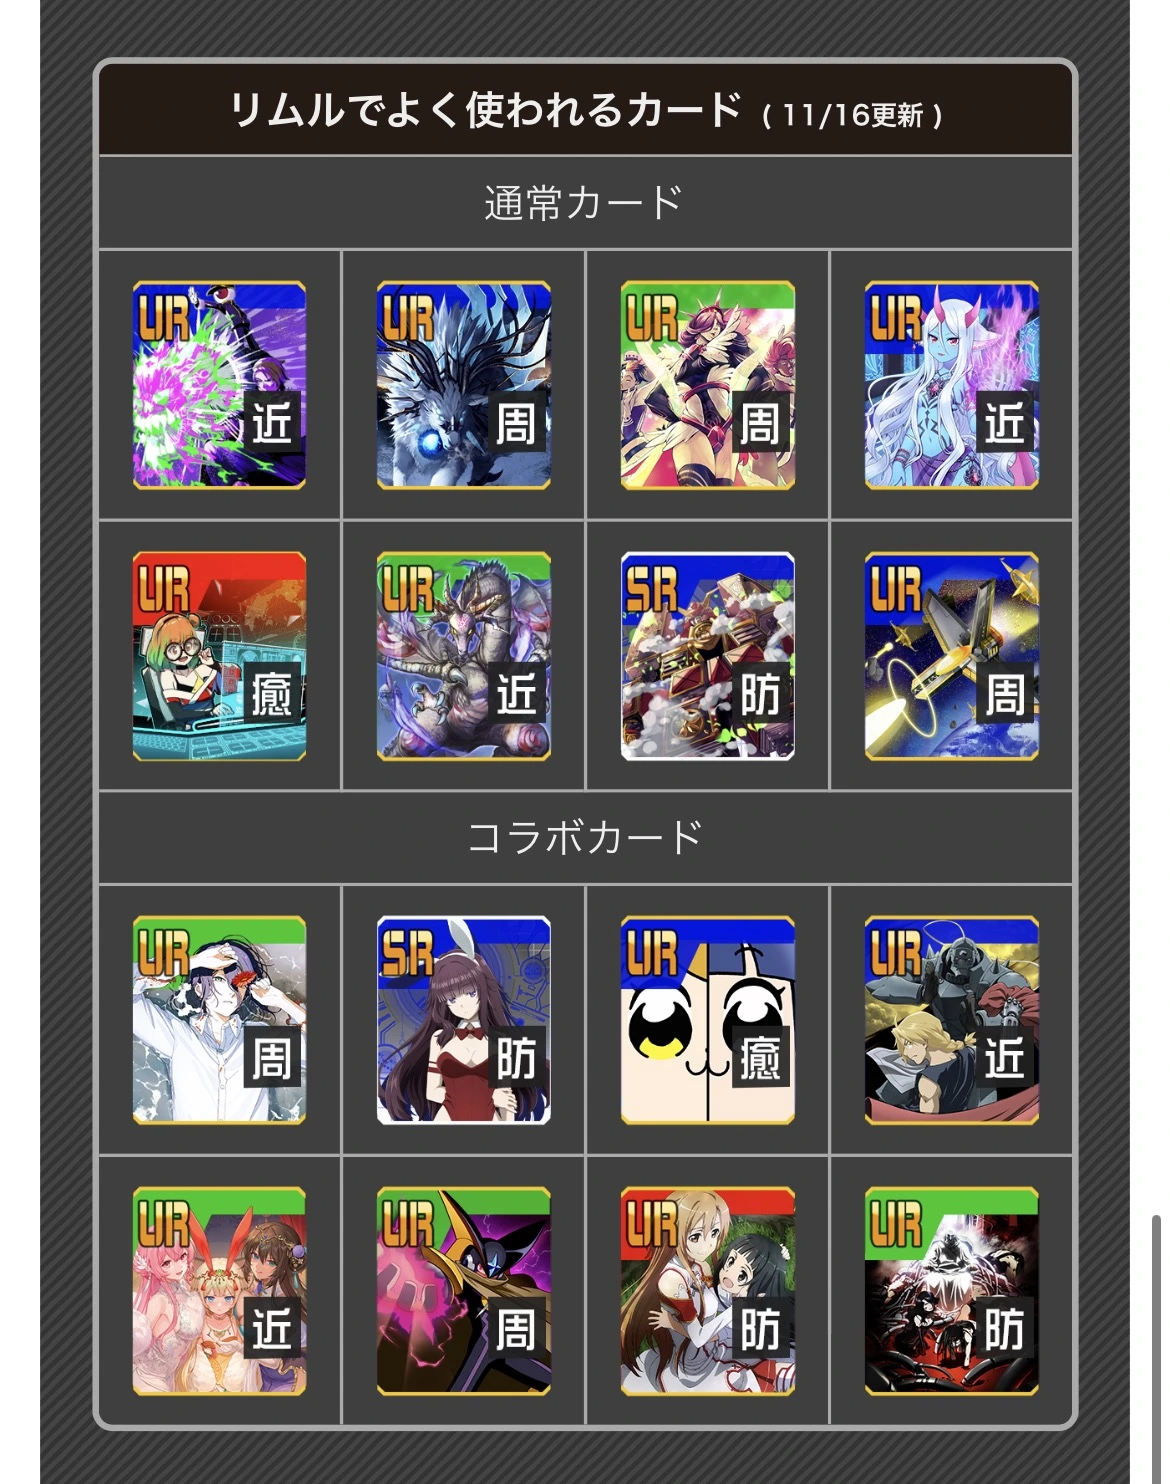 リムルでよく使われるカード ( 11/16更新 )
通常カード
UR 近 UR 周 UR 周 UR 近
UR 癒 UR 近 SR 防 UR 周
コラボカード
UR 周 SR 防 UR 癒 UR 近
UR 近 UR 周 UR 防 UR 防